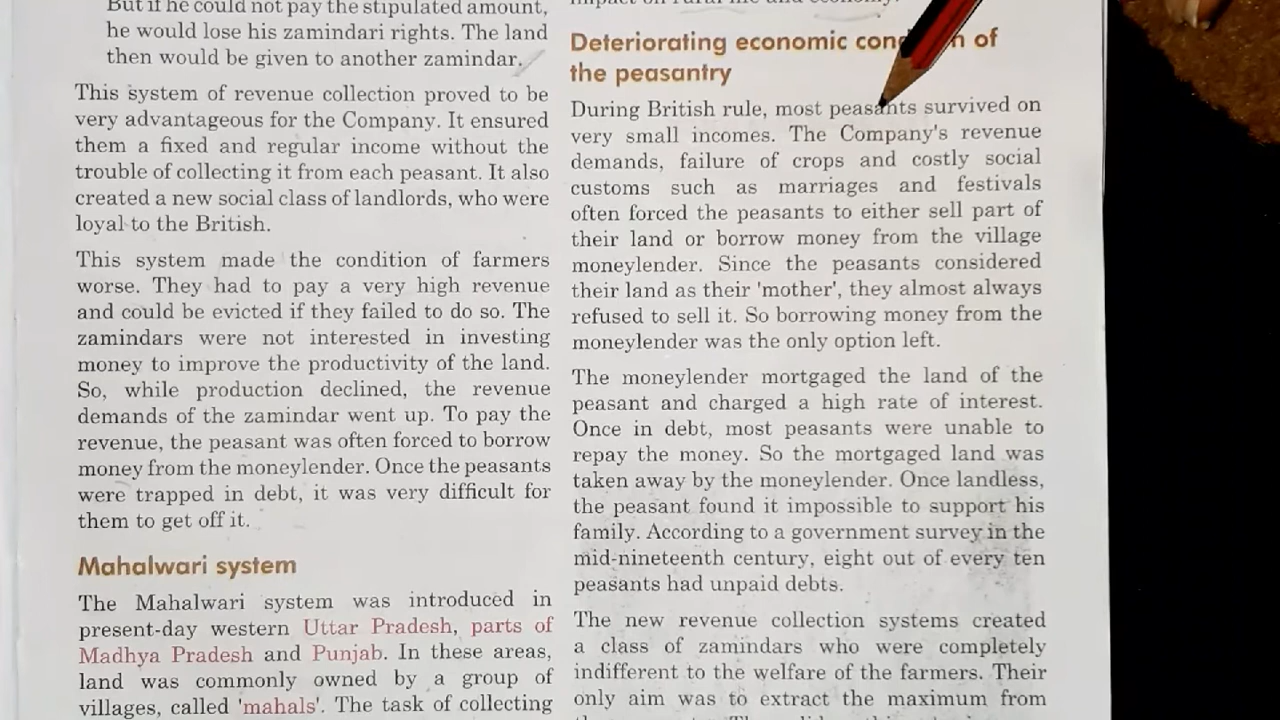 But if he could not pay the stipulated amount,
he would lose his zamindari rights. The land
then would be given to another zamindar.
This system of revenue collection proved to be
very advantageous for the Company. It ensured
them a fixed and regular income without the
trouble of collecting it from each peasant. It also
created a new social class of landlords, who were
loyal to the British.
This system made the condition of farmers
worse. They had to pay a very high revenue
and could be evicted if they failed to do so. The
zamindars were not interested in investing
money to improve the productivity of the land.
So, while production declined, the revenue
demands of the zamindar went up. To pay the
revenue, the peasant was often forced to borrow
money from the moneylender. Once the peasants
were trapped in debt, it was very difficult for
them to get off it.
Mahalwari system
The Mahalwari system was introduced in
present-day western Uttar Pradesh, parts of
Madhya Pradesh and Punjab. In these areas,
land was commonly owned by a group of
villages, called 'mahals'. The task of collecting
Deteriorating economic of
the peasantry
During British rule, most peasants survived on
very small incomes. The Company's revenue
demands, failure of crops and costly social
customs such as marriages and festivals
often forced the peasants to either sell part of
their land or borrow money from the village
moneylender. Since the peasants considered
their land as their 'mother', they almost always
refused to sell it. So borrowing money from the
moneylender was the only option left.
The moneylender mortgaged the land of the
peasant and charged a high rate of interest.
Once in debt, most peasants were unable to
repay the money. So the mortgaged land was
taken away by the moneylender. Once landless,
the peasant found it impossible to support his
family. According to a government survey in the
mid-nineteenth century, eight out of every ten
peasants had unpaid debts.
The new revenue collection systems created
a class of zamindars who were completely
indifferent to the welfare of the farmers. Their
only aim was to extract the maximum from